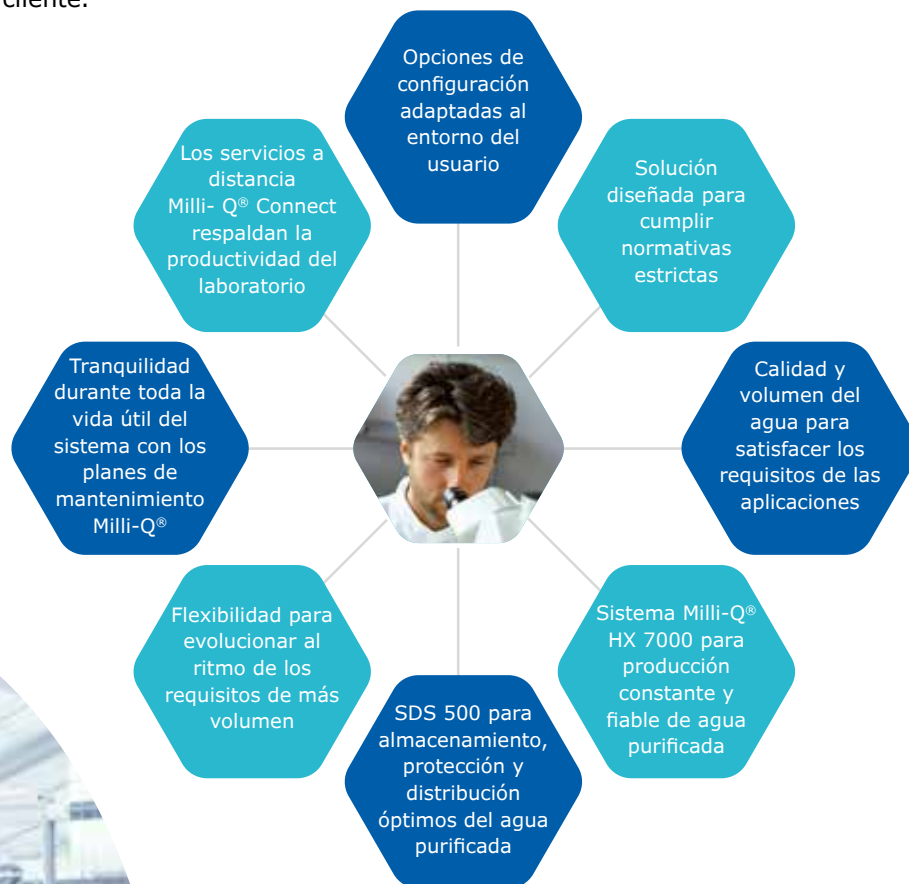 cliente.
Opciones de
configuración
adaptadas al
entorno del
usuario
Solución
diseñada para
cumplir
normativas
estrictas
Calidad y
volumen del
agua para
satisfacer los
requisitos de las
aplicaciones
Sistema Milli-Q®
HX 7000 para
producción
constante y
fiable de agua
purificada
SDS 500 para
almacenamiento,
protección y
distribución
óptimos del agua
purificada
Flexibilidad para
evolucionar al
ritmo de los
requisitos de más
volumen
Tranquilidad
durante toda la
vida útil del
sistema con los
planes de
mantenimiento
Milli-Q®
Los servicios a
distancia
Milli- Q® Connect
respaldan la
productividad del
laboratorio